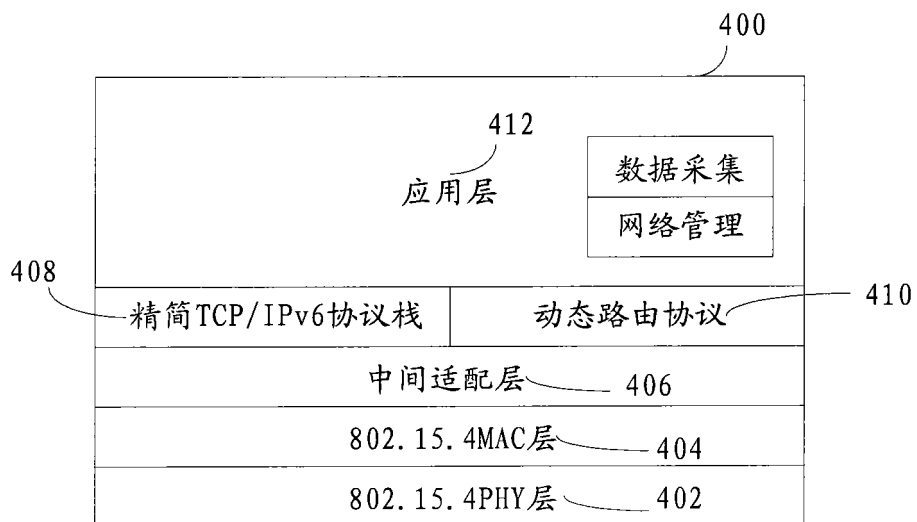 400
412
应用层
数据采集
网络管理
408
精简TCP/IPv6协议栈
动态路由协议
410
中间适配层
406
802.15.4MAC层
404
802.15.4PHY层
402